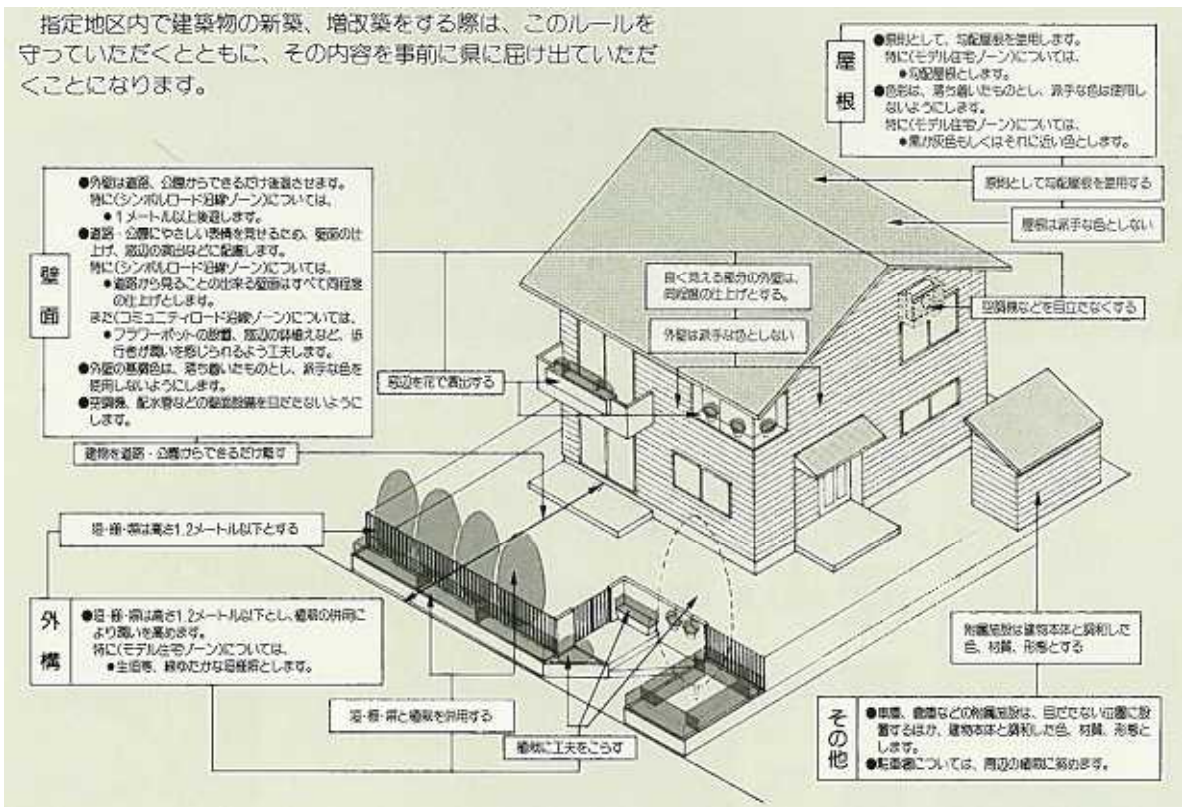 指定地区内で建築物の新築、増改築をする際は、このルールを
守っていただくとともに、その内容を事前に県に届け出ていただ
くことになります。
屋根
●原則として、勾配屋根を使用します。
特に(モデル住宅ゾーン)については、
●勾配屋根とします。
●色彩は、落ち着いたものとし、派手な色は使用し
ないようにします。
特に(モデル住宅ゾーン)については、
●黒か灰色もしくはそれに近い色とします。
原則として勾配屋根を使用する
屋根は派手な色としない
壁面
●外壁は道路、公園からできるだけ後退させます。
特に(シンボルロード沿線ゾーン)については、
●1メートル以上後退します。
●道路・公園にやさしい表情を見せるため、壁面の仕
上げ、窓辺の演出などに配慮します。
特に(シンボルロード沿線ゾーン)については、
●道路から見ることの出来る壁面はすべて同程度
の仕上げとします。
また(コミュニティロード沿線ゾーン)については、
●フラワーポットの設置、窓辺の鉢植えなど、歩
行者が潤いを感じられるよう工夫します。
●外壁の基調色は、落ち着いたものとし、派手な色を
使用しないようにします。
●空調機、配水管などの壁面設備を目だたないように
します。
良く見える部分の外壁は、
同程度の仕上げとする。
外壁は派手な色としない
空調機などを目立たなくする
窓辺を花で演出する
建物を道路・公園からできるだけ離す
垣・柵・塀は高さ1.2メートル以下とする
外構
●垣・柵・塀は高さ1.2メートル以下とし、植栽の併用に
より潤いを高めます。
特に(モデル住宅ゾーン)については、
●生垣等、緑ゆたかな垣柵塀とします。
垣・柵・塀と植栽を併用する
植栽に工夫をこらす
附属施設は建物本体と調和した
色、材質、形態とする
その他
●車庫、倉庫などの附属施設は、目だたない位置に設
置するほか、建物本体と調和した色、材質、形態と
します。
●駐車場については、周辺の植栽に努めます。